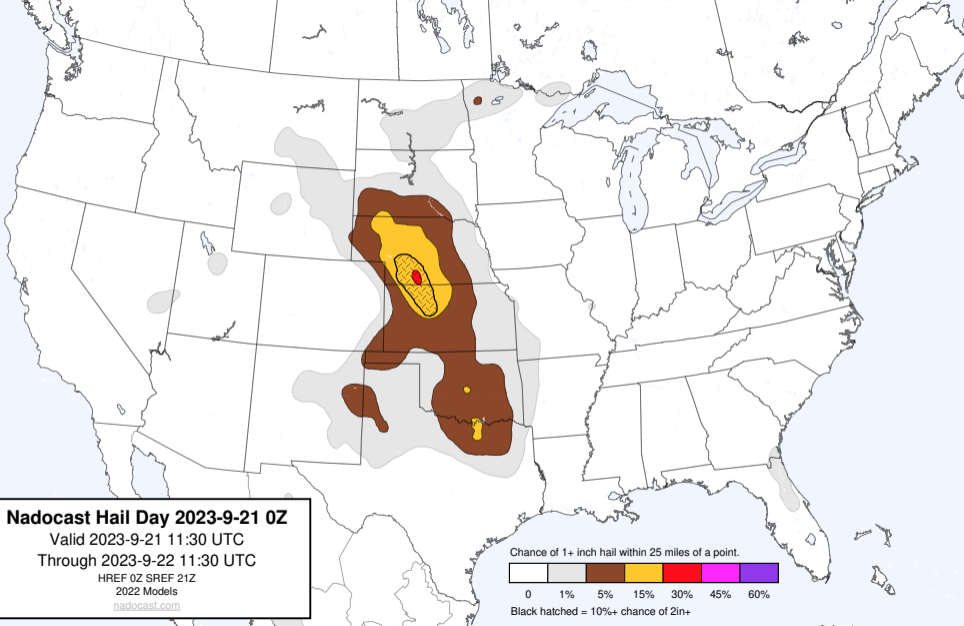 Nadocast Hail Day 2023-9-21 0Z
Valid 2023-9-21 11:30 UTC
Through 2023-9-22 11:30 UTC
HREF 0Z SREF 21Z
2022 Models
nadocast.com
Chance of 1+ inch hail within 25 miles of a point.
0 1% 5% 15% 30% 45% 60%
Black hatched = 10%+ chance of 2in+